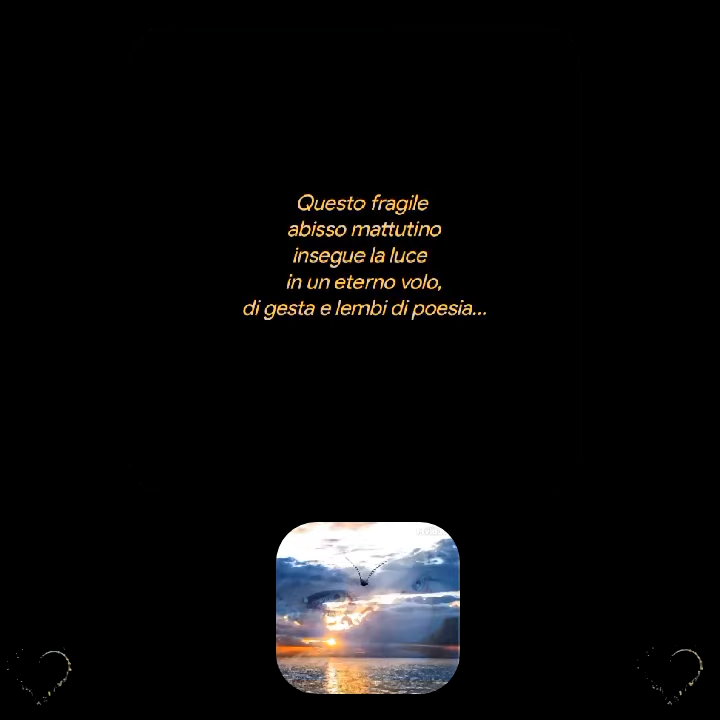 Questo fragile
abisso mattutino
insegue la luce
in un eterno volo,
di gesta e lembi di poesia...